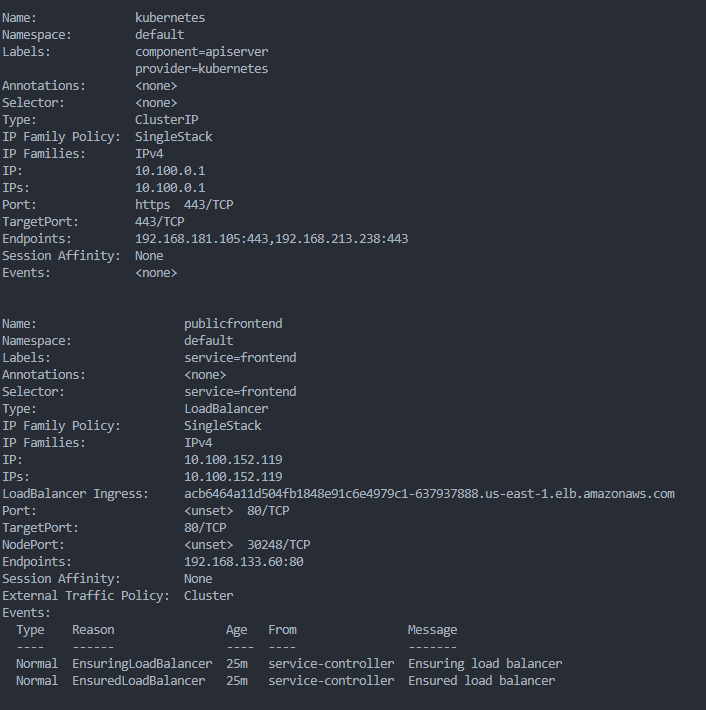 Name:              kubernetes
Namespace:         default
Labels:            component=apiserver
                   provider=kubernetes
Annotations:       <none>
Selector:          <none>
Type:              ClusterIP
IP Family Policy:  SingleStack
IP Families:       IPv4
IP:                10.100.0.1
IPs:               10.100.0.1
Port:              https  443/TCP
TargetPort:        443/TCP
Endpoints:         192.168.181.105:443,192.168.213.238:443
Session Affinity:  None
Events:            <none>
Name:                     publicfrontend
Namespace:                default
Labels:                   service=frontend
Annotations:              <none>
Selector:                 service=frontend
Type:                     LoadBalancer
IP Family Policy:         SingleStack
IP Families:              IPv4
IP:                       10.100.152.119
IPs:                      10.100.152.119
LoadBalancer Ingress:     acb6464a11d504fb1848e91c6e4979c1-637937888.us-east-1.elb.amazonaws.com
Port:                     <unset>  80/TCP
TargetPort:               80/TCP
NodePort:                 <unset>  30248/TCP
Endpoints:                192.168.133.60:80
Session Affinity:         None
External Traffic Policy:  Cluster
Events:
  Type    Reason                Age   From                Message
  ----    ------                ----  ----                -------
  Normal  EnsuringLoadBalancer  25m   service-controller  Ensuring load balancer
  Normal  EnsuredLoadBalancer   25m   service-controller  Ensured load balancer